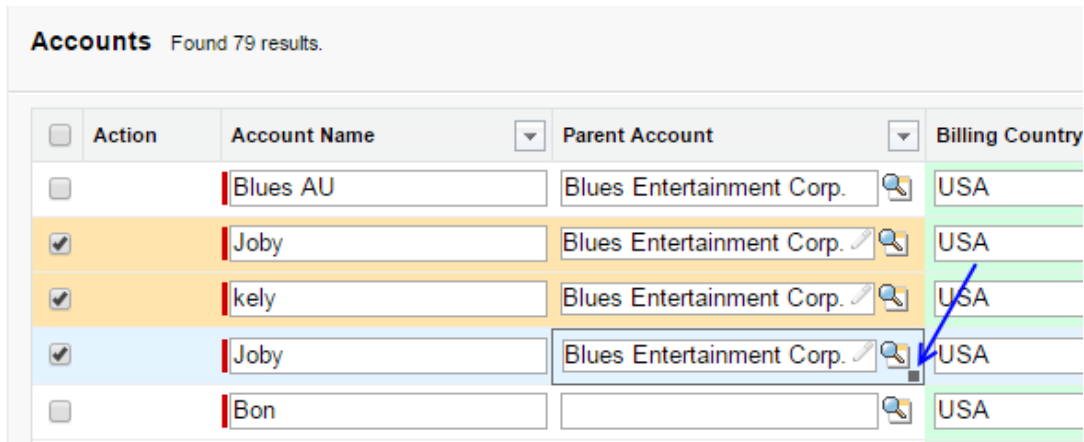 Accounts Found 79 results.
Action Account Name Parent Account Billing Country
Blues AU Blues Entertainment Corp. USA
Joby Blues Entertainment Corp. USA
kely Blues Entertainment Corp. USA
Joby Blues Entertainment Corp. USA
Bon USA